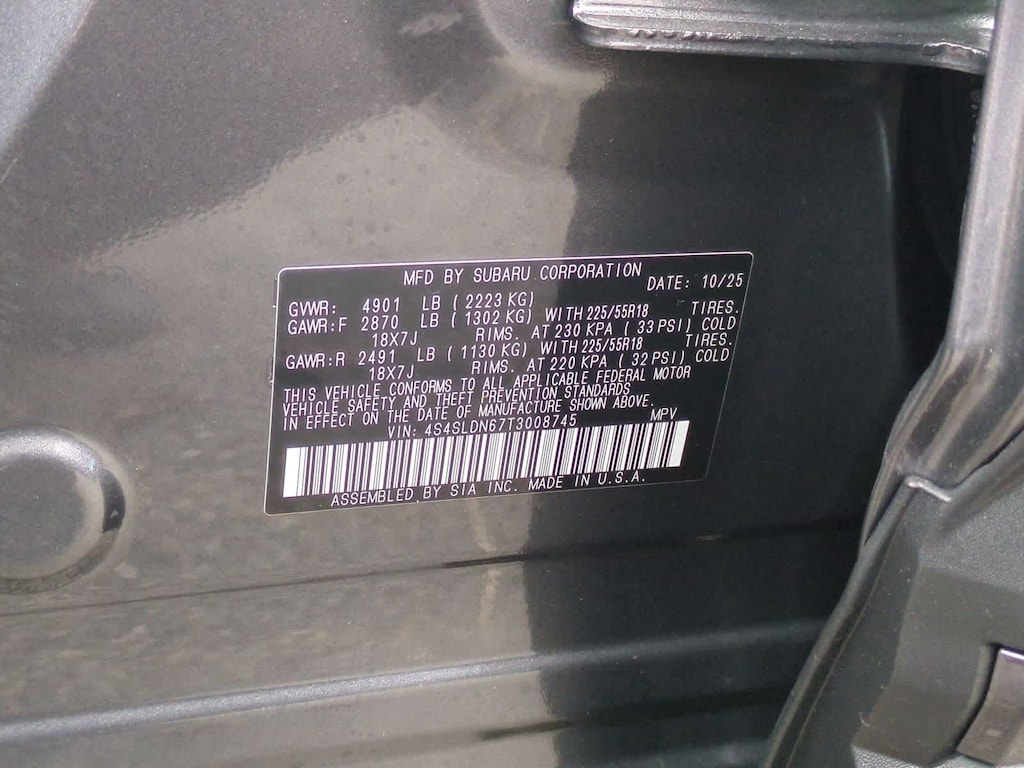 MFD BY SUBARU CORPORATION DATE: 10/25
GVWR: 4901 LB ( 2223 KG)
GAWR:F 2870 LB ( 1302 KG) WITH 225/55R18 TIRES.
18X7J RIMS. AT 230 KPA ( 33 PSI) COLD
GAWR:R 2491 LB ( 1130 KG) WITH 225/55R18 TIRES.
18X7J RIMS. AT 220 KPA ( 32 PSI) COLD
THIS VEHICLE CONFORMS TO ALL APPLICABLE FEDERAL MOTOR
VEHICLE SAFETY AND THEFT PREVENTION STANDARDS
IN EFFECT ON THE DATE OF MANUFACTURE SHOWN ABOVE.
VIN: 4S4SLDN67T3008745 MPV
ASSEMBLED BY SIA INC. MADE IN U.S.A.